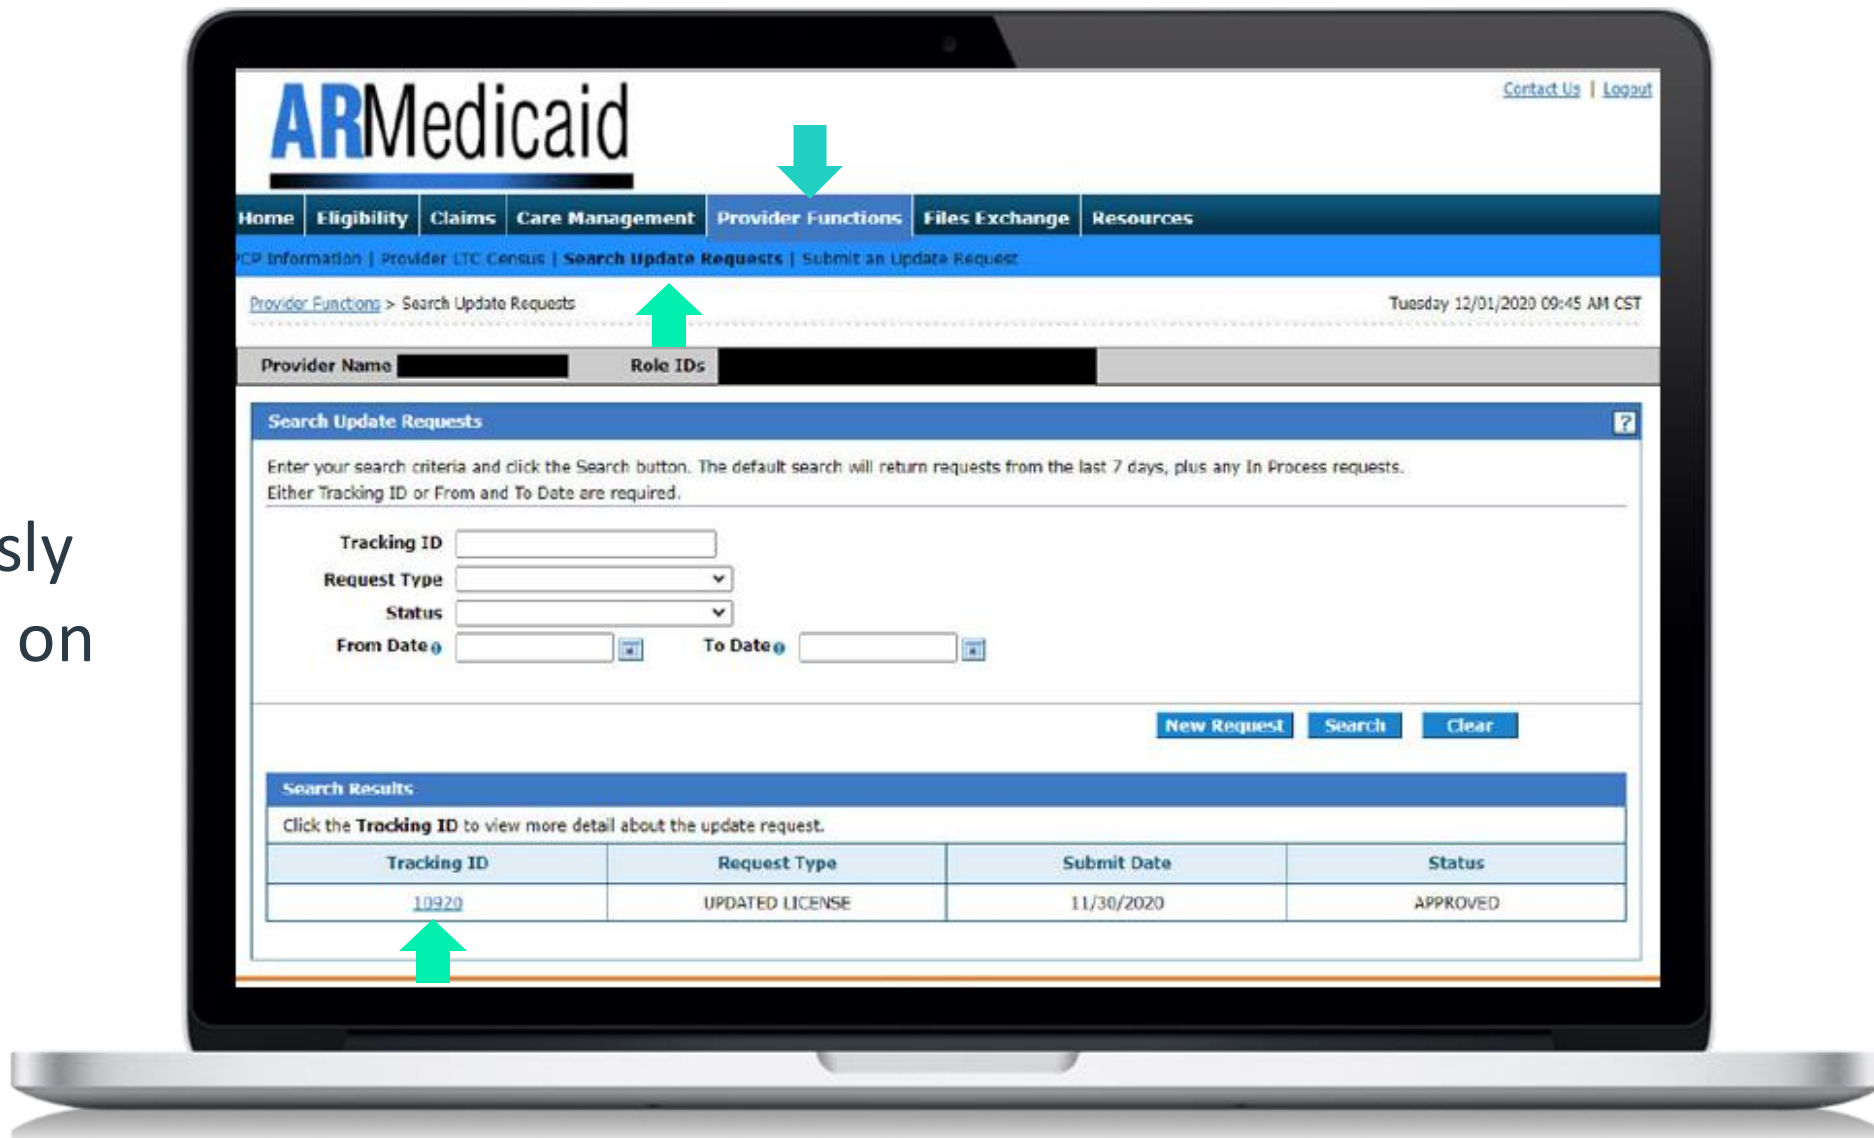 ARMedicaid
Contact Us | Logout
Home Eligibility Claims Care Management Provider Functions Files Exchange Resources
CP Information | Provider LTC Census | Search Update Requests | Submit an Update Request
Provider Functions > Search Update Requests
Tuesday 12/01/2020 09:45 AM CST
Provider Name Role IDs
Search Update Requests ?
Enter your search criteria and click the Search button. The default search will return requests from the last 7 days, plus any In Process requests.
Either Tracking ID or From and To Date are required.
sly
on
Tracking ID
Request Type
Status
From Date To Date
New Request Search Clear
Search Results
Click the Tracking ID to view more detail about the update request.
Tracking ID Request Type Submit Date Status
10920 UPDATED LICENSE 11/30/2020 APPROVED